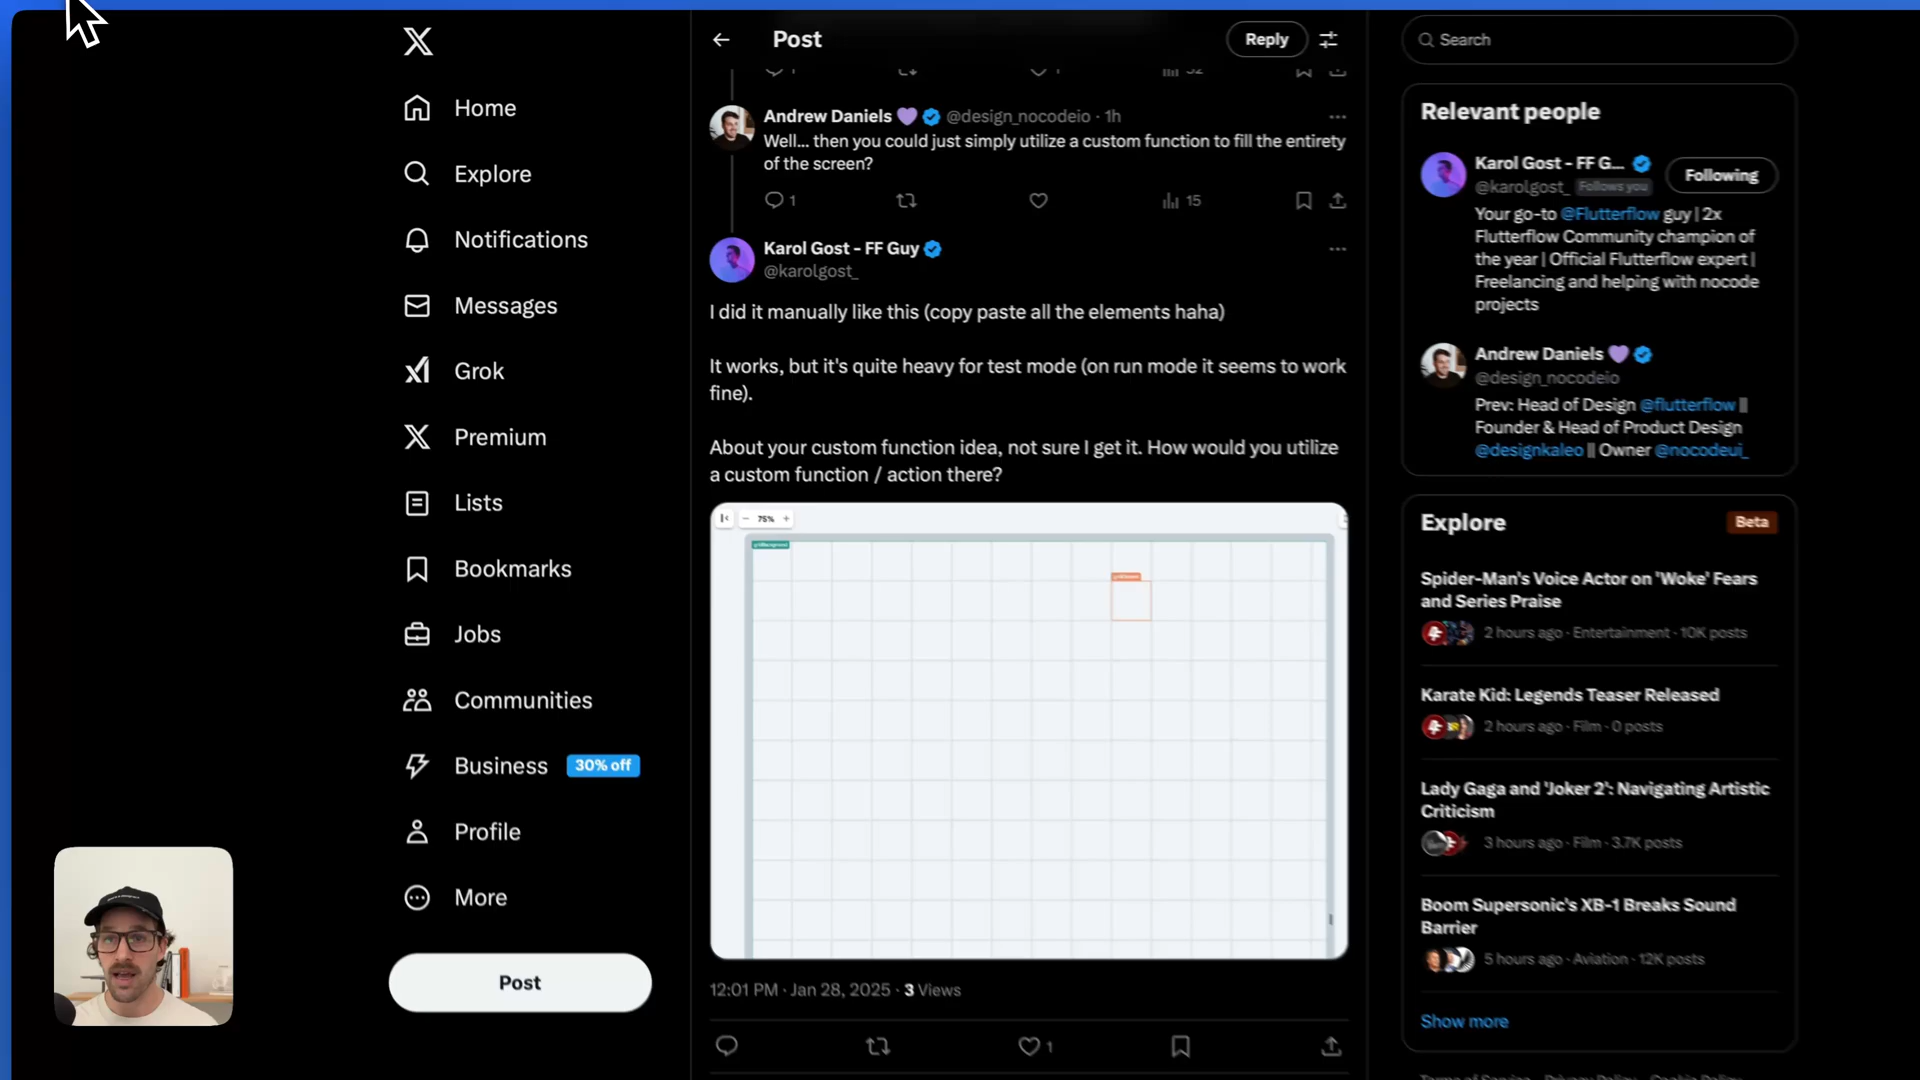 Home
Explore
Notifications
Messages
Grok
Premium
Lists
Bookmarks
Jobs
Communities
Business 30% off
Profile
More
Post
Post
Reply
Andrew Daniels @design_nocodeio · 1h
Well... then you could just simply utilize a custom function to fill the entirety
of the screen?
1
15
Karol Gost - FF Guy
@karolgost_
I did it manually like this (copy paste all the elements haha)
It works, but it's quite heavy for test mode (on run mode it seems to work
fine).
About your custom function idea, not sure I get it. How would you utilize
a custom function / action there?
75%
12:01 PM · Jan 28, 2025 · 3 Views
1
Search
Relevant people
Karol Gost - FF G...
@karolgost_ Follows you
Following
Your go-to @Flutterflow guy | 2x
Flutterflow Community champion of
the year | Official Flutterflow expert |
Freelancing and helping with nocode
projects
Andrew Daniels
@design_nocodeio
Prev: Head of Design @flutterflow ||
Founder & Head of Product Design
@designkaleo || Owner @nocodeui_
Explore
Beta
Spider-Man's Voice Actor on 'Woke' Fears
and Series Praise
2 hours ago · Entertainment · 10K posts
Karate Kid: Legends Teaser Released
2 hours ago · Film · 0 posts
Lady Gaga and 'Joker 2': Navigating Artistic
Criticism
3 hours ago · Film · 3.7K posts
Boom Supersonic's XB-1 Breaks Sound
Barrier
5 hours ago · Aviation · 12K posts
Show more